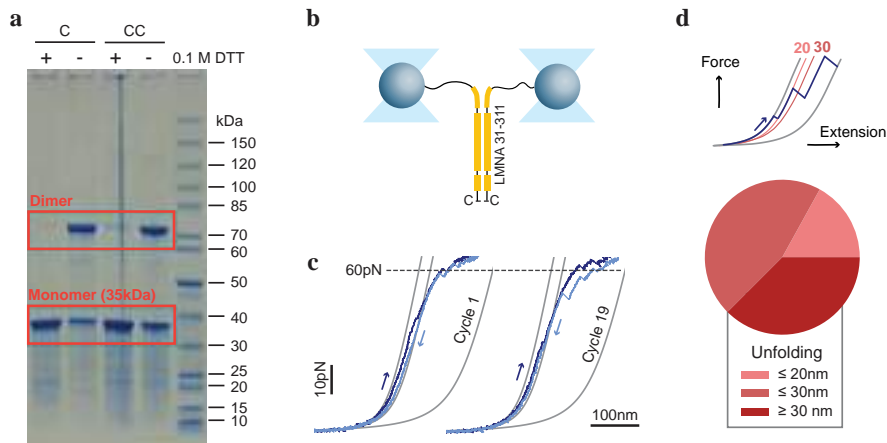 a
C CC
+ - + - 0.1 M DTT
kDa
150
120
100
85
70
60
50
40
30
25
20
15
10
Dimer
Monomer (35kDa)
b
LMNA 31-311
C C
c
60pN
Cycle 1
Cycle 19
10pN
100nm
d
20 30
Force
Extension
Unfolding
≤ 20nm
≤ 30nm
≥ 30 nm